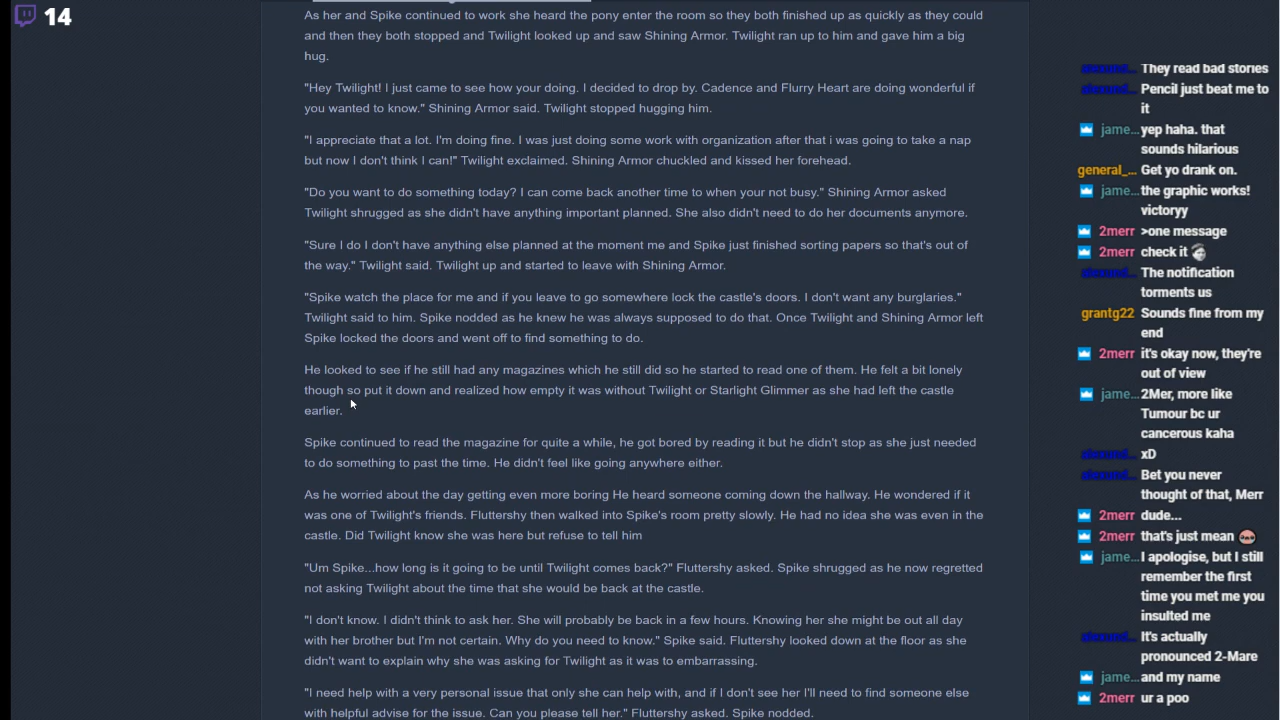 14
As her and Spike continued to work she heard the pony enter the room so they both finished up as quickly as they could
and then they both stopped and Twilight looked up and saw Shining Armor. Twilight ran up to him and gave him a big
hug.
"Hey Twilight! I just came to see how your doing. I decided to drop by. Cadence and Flurry Heart are doing wonderful if
you wanted to know." Shining Armor said. Twilight stopped hugging him.
"I appreciate that a lot. I'm doing fine. I was just doing some work with organization after that i was going to take a nap
but now I don't think I can!" Twilight exclaimed. Shining Armor chuckled and kissed her forehead.
"Do you want to do something today? I can come back another time to when your not busy." Shining Armor asked
Twilight shrugged as she didn't have anything important planned. She also didn't need to do her documents anymore.
"Sure I do I don't have anything else planned at the moment me and Spike just finished sorting papers so that's out of
the way." Twilight said. Twilight up and started to leave with Shining Armor.
"Spike watch the place for me and if you leave to go somewhere lock the castle's doors. I don't want any burglaries."
Twilight said to him. Spike nodded as he knew he was always supposed to do that. Once Twilight and Shining Armor left
Spike locked the doors and went off to find something to do.
He looked to see if he still had any magazines which he still did so he started to read one of them. He felt a bit lonely
though so put it down and realized how empty it was without Twilight or Starlight Glimmer as she had left the castle
earlier.
Spike continued to read the magazine for quite a while, he got bored by reading it but he didn't stop as she just needed
to do something to past the time. He didn't feel like going anywhere either.
As he worried about the day getting even more boring He heard someone coming down the hallway. He wondered if it
was one of Twilight's friends. Fluttershy then walked into Spike's room pretty slowly. He had no idea she was even in the
castle. Did Twilight know she was here but refuse to tell him
"Um Spike...how long is it going to be until Twilight comes back?" Fluttershy asked. Spike shrugged as he now regretted
not asking Twilight about the time that she would be back at the castle.
"I don't know. I didn't think to ask her. She will probably be back in a few hours. Knowing her she might be out all day
with her brother but I'm not certain. Why do you need to know." Spike said. Fluttershy looked down at the floor as she
didn't want to explain why she was asking for Twilight as it was to embarrassing.
"I need help with a very personal issue that only she can help with, and if I don't see her I'll need to find someone else
with helpful advise for the issue. Can you please tell her." Fluttershy asked. Spike nodded.
They read bad stories
Pencil just beat me to
it
jame... yep haha. that
sounds hilarious
general_... Get yo drank on.
jame... the graphic works!
victoryy
2merr >one message
2merr check it
The notification
torments us
grantg22 Sounds fine from my
end
2merr it's okay now, they're
out of view
jame... 2Mer, more like
Tumour bc ur
cancerous kaha
xD
Bet you never
thought of that, Merr
2merr dude...
2merr that's just mean
jame... I apologise, but I still
remember the first
time you met me you
insulted me
It's actually
pronounced 2-Mare
jame... and my name
2merr ur a poo